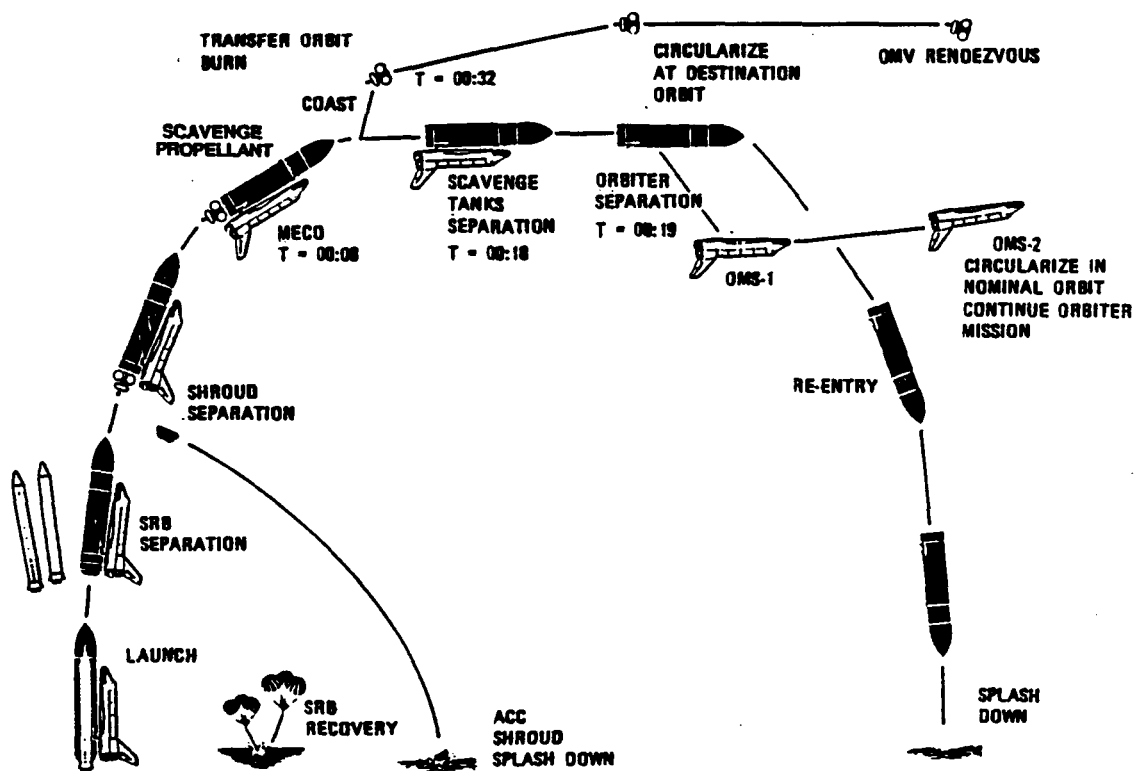 TRANSFER ORBIT
BURN
T = 00:32
COAST
CIRCULARIZE
AT DESTINATION
ORBIT
OMV RENDEZVOUS
SCAVENGE
PROPELLANT
MECO
T = 00:08
SCAVENGE
TANKS
SEPARATION
T = 00:18
ORBITER
SEPARATION
T = 00:19
OMS-1
OMS-2
CIRCULARIZE IN
NOMINAL ORBIT
CONTINUE ORBITER
MISSION
SHROUD
SEPARATION
RE-ENTRY
SRB
SEPARATION
LAUNCH
SRB
RECOVERY
ACC
SHROUD
SPLASH DOWN
SPLASH
DOWN